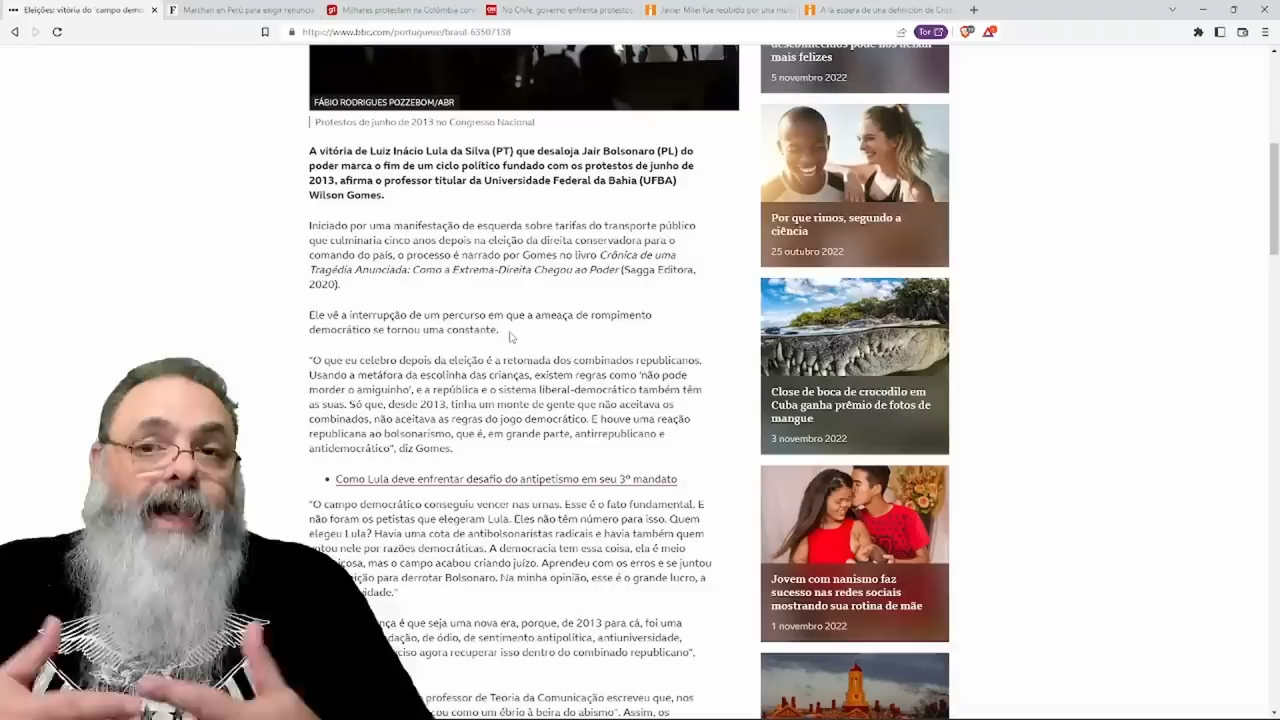 Eleições: vitória do 'campo demo
Marchan en Perú para exigir renuncia
Milhares protestam na Colômbia con
No Chile, governo enfrenta protestos
Javier Milei fue recibido por una mu
A la espera de una definición de Cris
https://www.bbc.com/portuguese/brasil-63507138
Tor
FÁBIO RODRIGUES POZZEBOM/ABR
Protestos de junho de 2013 no Congresso Nacional
A vitória de Luiz Inácio Lula da Silva (PT) que desaloja Jair Bolsonaro (PL) do
poder marca o fim de um ciclo político fundado com os protestos de junho de
2013, afirma o professor titular da Universidade Federal da Bahia (UFBA)
Wilson Gomes.
Iniciado por uma manifestação de esquerda sobre tarifas do transporte público
que culminaria cinco anos depois na eleição da direita conservadora para o
comando do país, o processo é narrado por Gomes no livro Crônica de uma
Tragédia Anunciada: Como a Extrema-Direita Chegou ao Poder (Sagga Editora,
2020).
Ele vê a interrupção de um percurso em que a ameaça de rompimento
democrático se tornou uma constante.
"O que eu celebro depois da eleição é a retomada dos combinados republicanos.
Usando a metáfora da escolinha das crianças, existem regras como 'não pode
morder o amiguinho', e a república e o sistema liberal-democrático também têm
as suas. Só que, desde 2013, tinha um monte de gente que não aceitava os
combinados, não aceitava as regras do jogo democrático. E houve uma reação
republicana ao bolsonarismo, que é, em grande parte, antirrepublicano e
antidemocrático", diz Gomes.
Como Lula deve enfrentar desafio do antipetismo em seu 3º mandato
"O campo democrático conseguiu vencer nas urnas. Esse é o fato fundamental. E
não foram os petistas que elegeram Lula. Eles não têm número para isso. Quem
elegeu Lula? Havia uma cota de antibolsonaristas radicais e havia também quem
votou nele por razões democráticas. A democracia tem essa coisa, ela é meio
mas o campo acabou criando juízo. Aprendeu com os erros e se juntou
para derrotar Bolsonaro. Na minha opinião, esse é o grande lucro, a
é que seja uma nova era, porque, de 2013 para cá, foi uma
de ódio, de sentimento antipolítica, antiuniversidade,
agora recuperar isso dentro do combinado republicano",
professor de Teoria da Comunicação escreveu que, nos
como um ébrio à beira do abismo". Assim, os
desconhecidos pode nos deixar
mais felizes
5 novembro 2022
Por que rimos, segundo a
ciência
25 outubro 2022
Close de boca de crocodilo em
Cuba ganha prêmio de fotos de
mangue
3 novembro 2022
Jovem com nanismo faz
sucesso nas redes sociais
mostrando sua rotina de mãe
1 novembro 2022